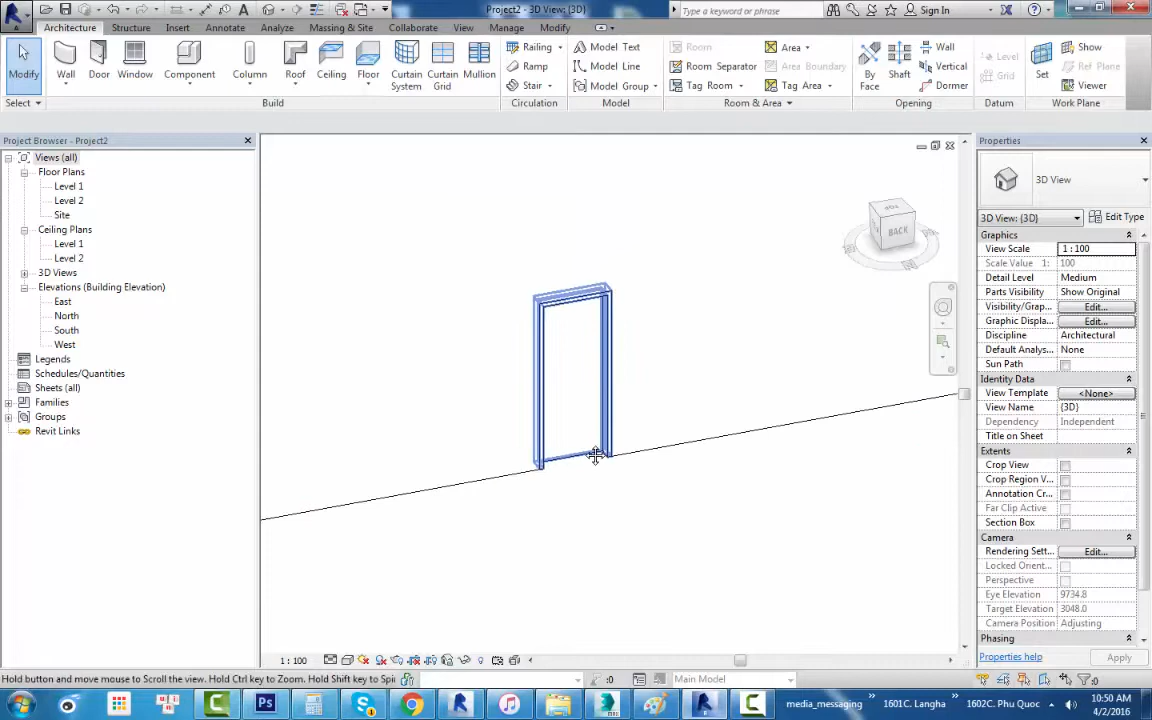 Project2 - 3D View: {3D}
Type a keyword or phrase
Sign In
Architecture Structure Insert Annotate Analyze Massing & Site Collaborate View Manage Modify
Modify Wall Door Window Component Column Roof Ceiling Floor Curtain System Curtain Grid Mullion
Railing Model Text Room Area Wall Level Show
Ramp Model Line Room Separator Area Boundary By Face Shaft Vertical Grid Set Ref Plane
Stair Model Group Tag Room Tag Area Dormer Viewer
Select Build Circulation Model Room & Area Opening Datum Work Plane
Project Browser - Project2
Views (all)
Floor Plans
Level 1
Level 2
Site
Ceiling Plans
Level 1
Level 2
3D Views
Elevations (Building Elevation)
East
North
South
West
Legends
Schedules/Quantities
Sheets (all)
Families
Groups
Revit Links
BACK
Properties
3D View
3D View: {3D} Edit Type
Graphics
View Scale 1 : 100
Scale Value 1: 100
Detail Level Medium
Parts Visibility Show Original
Visibility/Grap... Edit...
Graphic Displa... Edit...
Discipline Architectural
Default Analys... None
Sun Path
Identity Data
View Template <None>
View Name {3D}
Dependency Independent
Title on Sheet
Extents
Crop View
Crop Region V...
Annotation Cr...
Far Clip Active
Section Box
Camera
Rendering Sett... Edit...
Locked Orient...
Perspective
Eye Elevation 9734.8
Target Elevation 3048.0
Camera Position Adjusting
Phasing
Properties help Apply
1 : 100
Hold button and move mouse to Scroll the view. Hold Ctrl key to Zoom. Hold Shift key to Spi
:0 Main Model :0
media_messaging 1601C. Langha 1602C. Phu Quoc
10:50 AM
4/2/2016